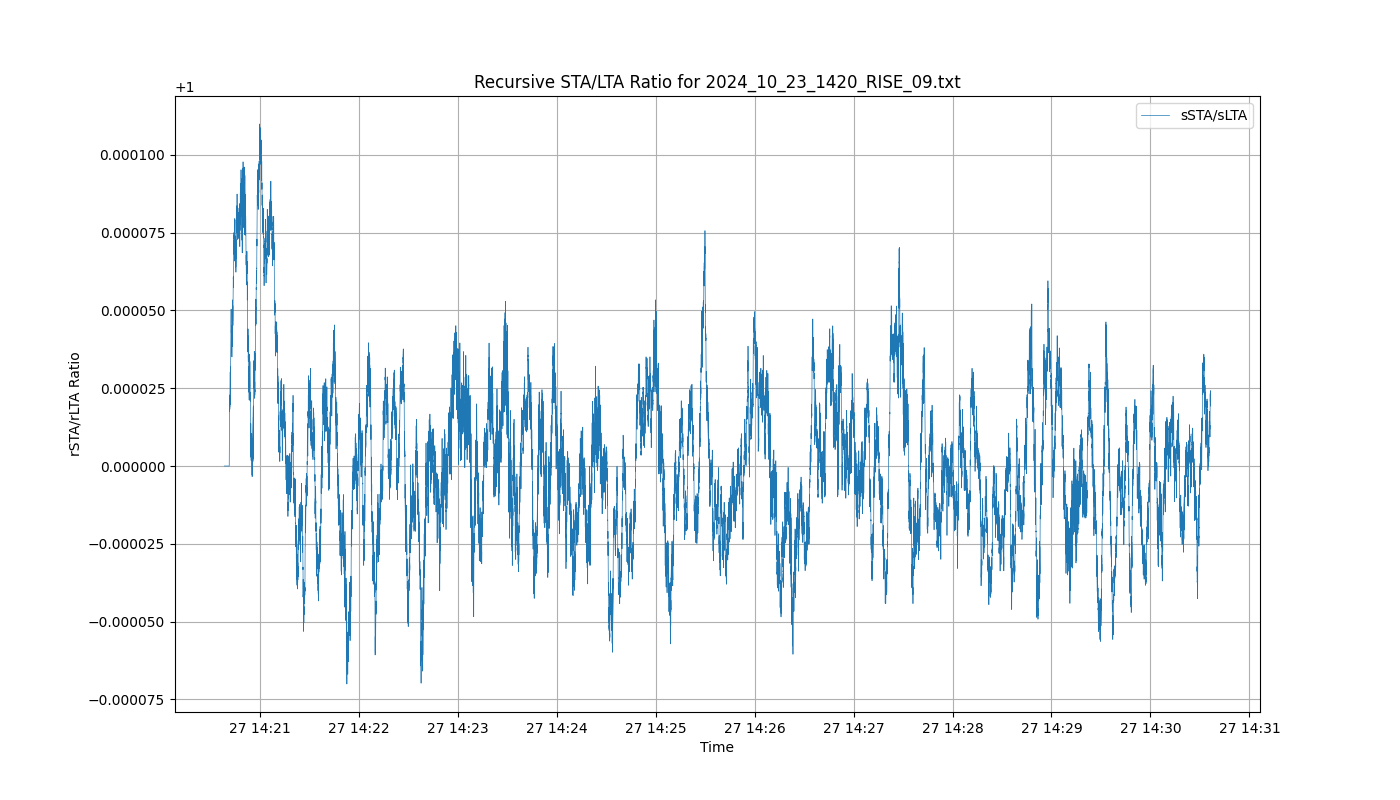 Recursive STA/LTA Ratio for 2024_10_23_1420_RISE_09.txt
+1
sSTA/sLTA
0.000100
0.000075
0.000050
0.000025
0.000000
−0.000025
−0.000050
−0.000075
rSTA/rLTA Ratio
27 14:21 27 14:22 27 14:23 27 14:24 27 14:25 27 14:26 27 14:27 27 14:28 27 14:29 27 14:30 27 14:31
Time